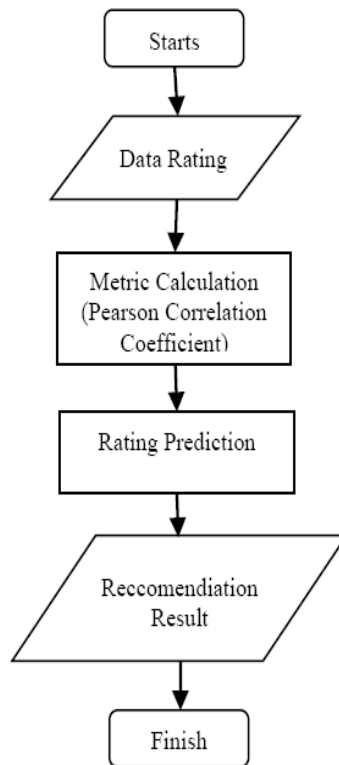 Starts
Data Rating
Metric Calculation
(Pearson Correlation
Coefficient)
Rating Prediction
Reccomendiation
Result
Finish